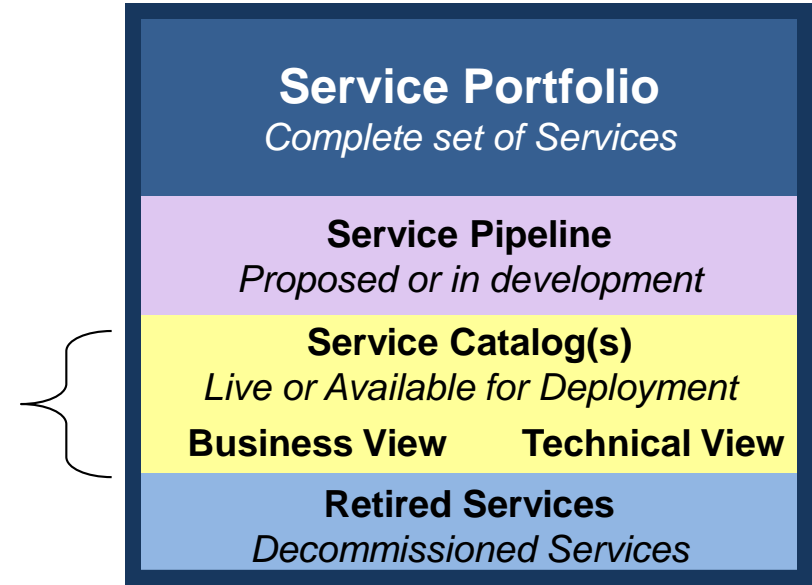 Service Portfolio
Complete set of Services
Service Pipeline
Proposed or in development
Service Catalog(s)
Live or Available for Deployment
Business View Technical View
Retired Services
Decommissioned Services